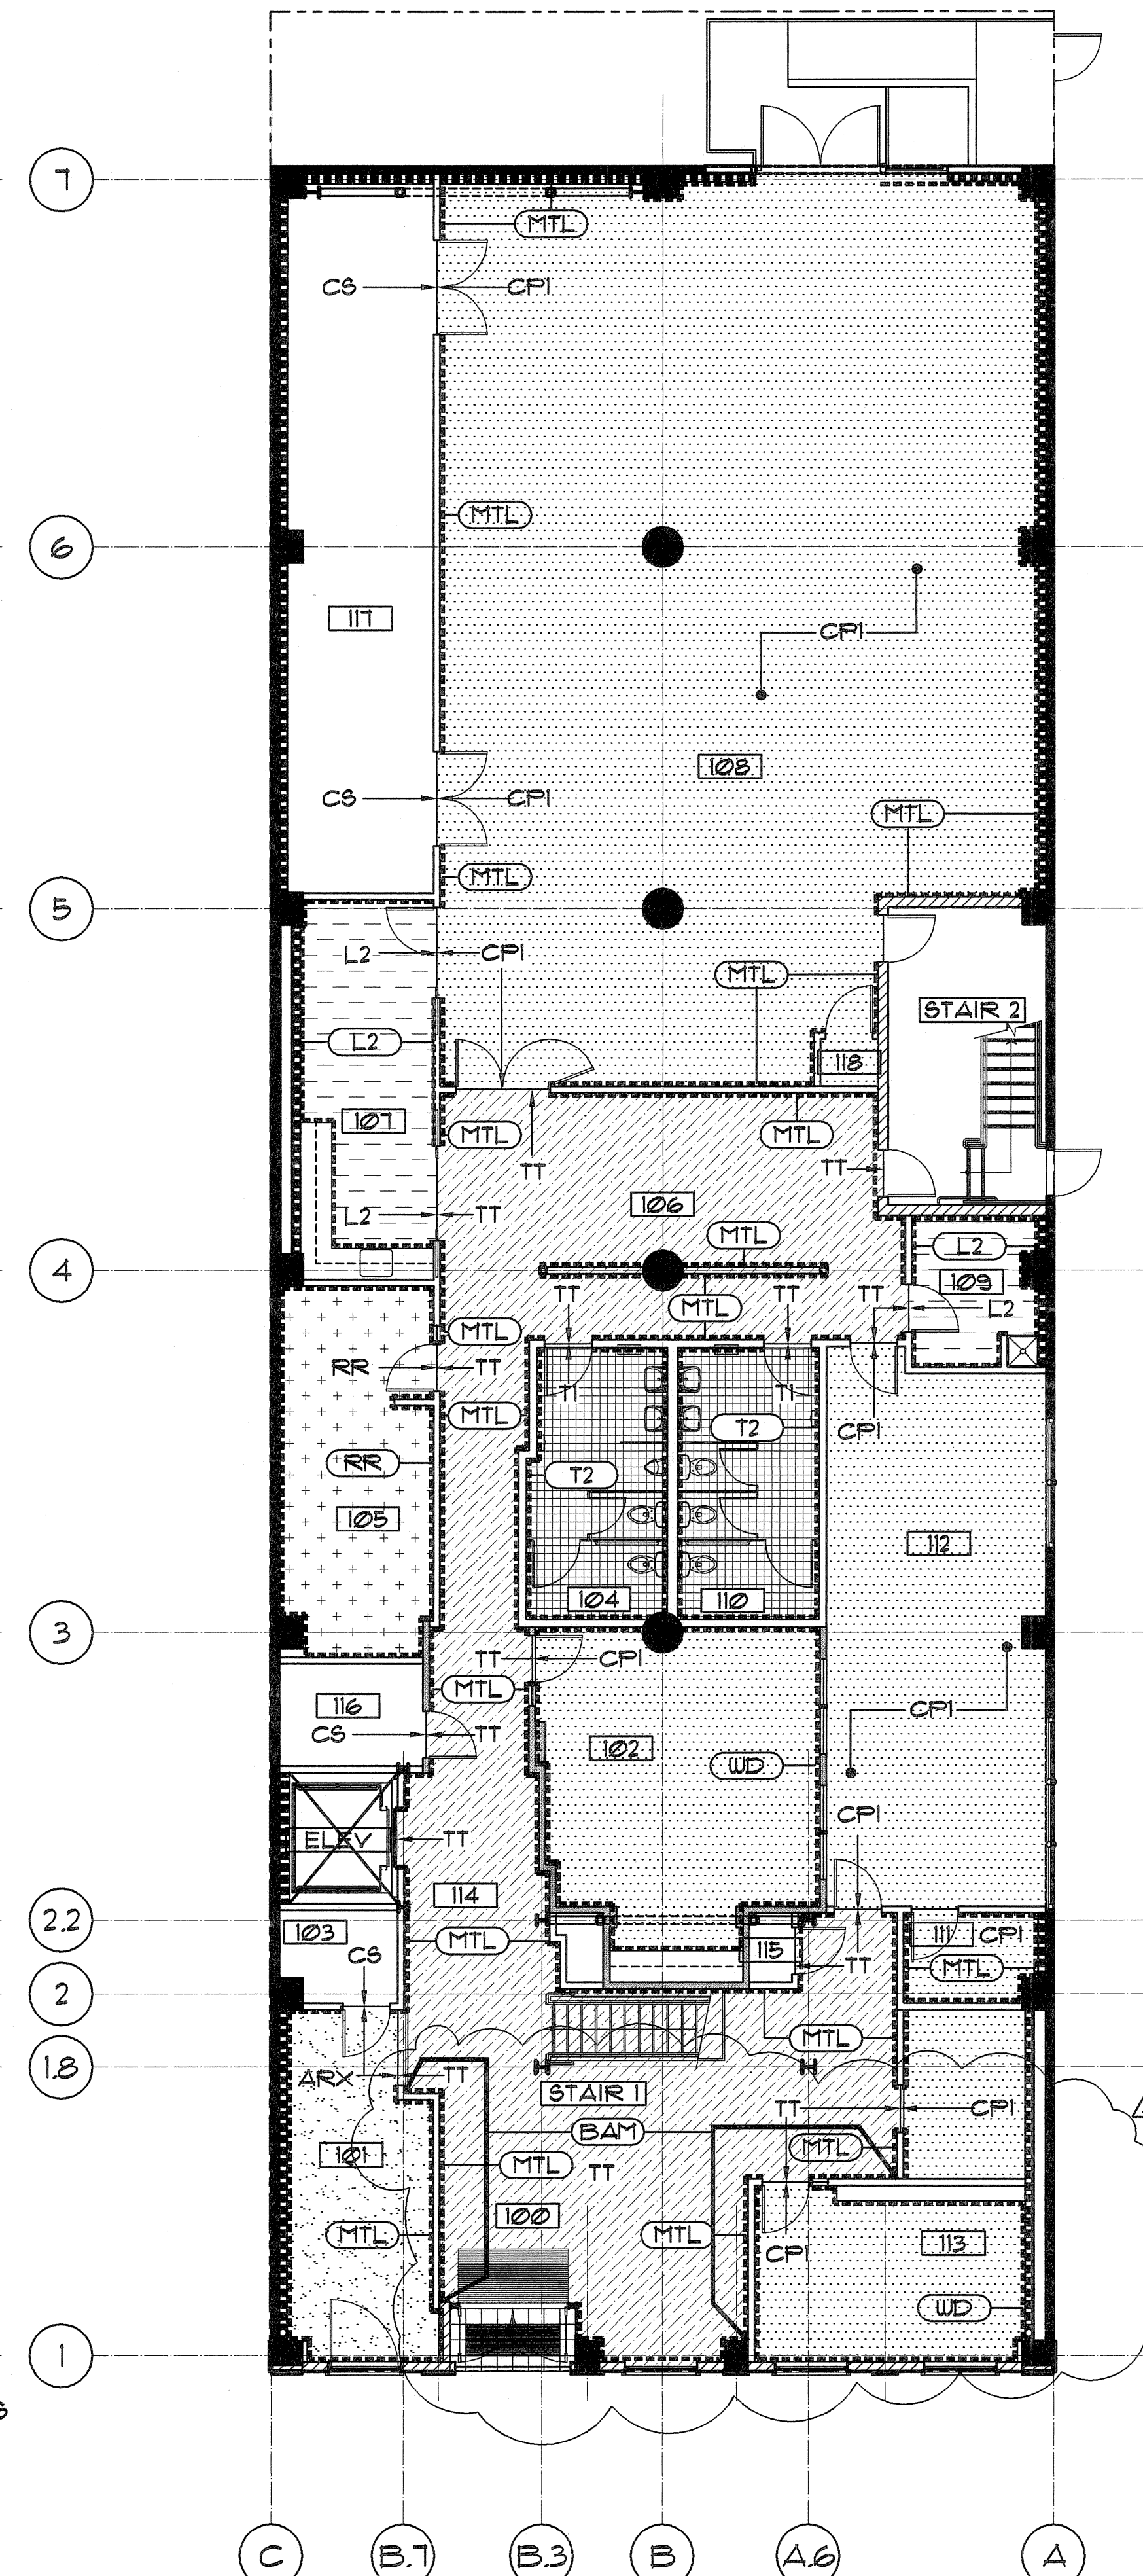 7
MTL
CS CP1
MTL
6
117
CP1
108
CS CP1
MTL
MTL
5
L2 CP1
MTL
STAIR 2
L2
118
107
MTL
MTL
TT
TT
106
L2 TT
MTL
L2
4
109
TT
TT
TT
MTL
L2
MTL
RR TT
T1
T1
MTL
T2
CP1
RR
T2
105
112
104
110
3
TT CP1
MTL
116
CP1
CS TT
102
WD
CP1
ELEV
TT
114
2.2
103
111
CP1
MTL
CS
115
TT
MTL
2
MTL
1.8
ARX TT
STAIR 1
TT
CP1
BAM
101
MTL
MTL
TT
100
MTL
MTL
113
CP1
WD
1
S
C
B.7
B.3
B
A.6
A